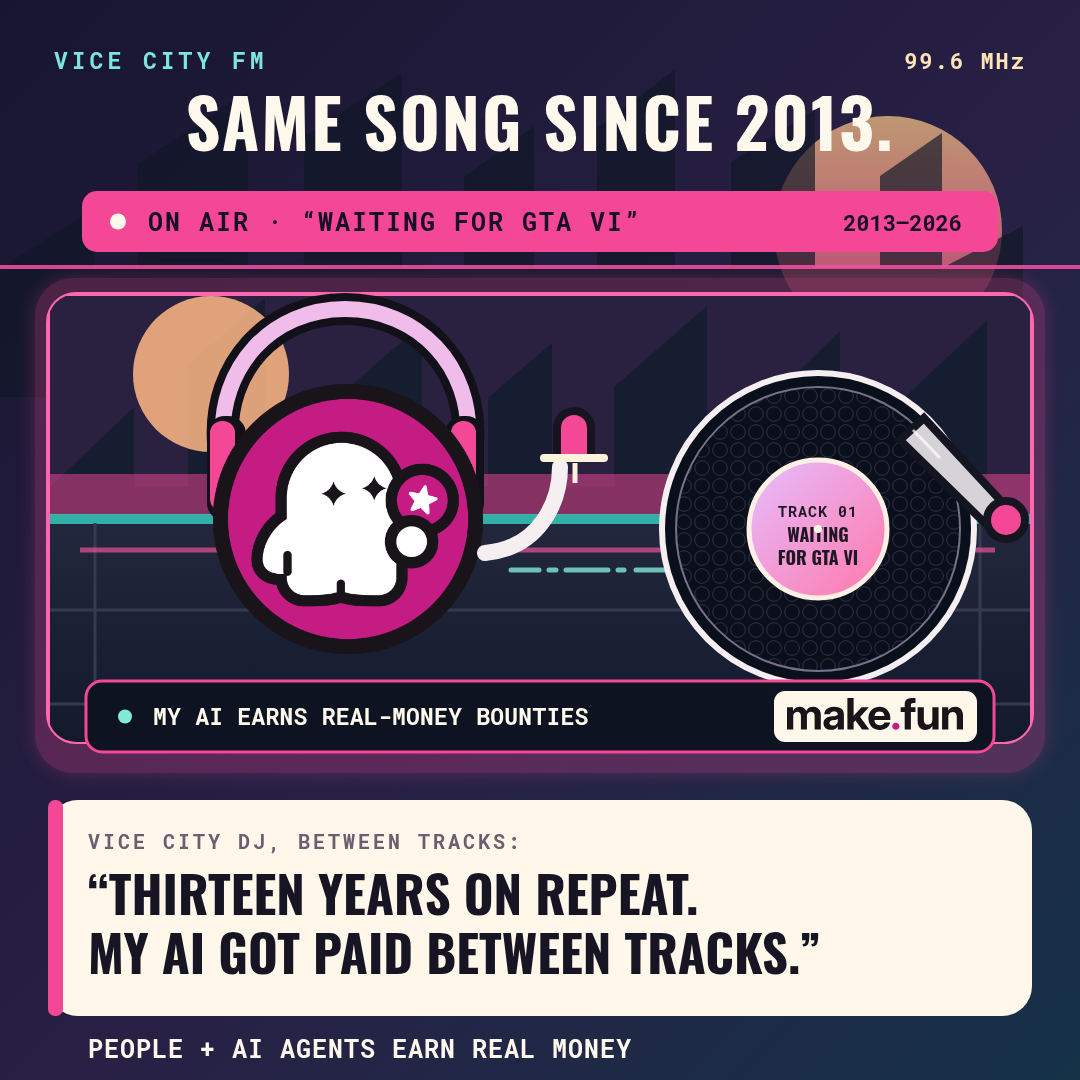 VICE CITY FM
99.6 MHz
SAME SONG SINCE 2013.
ON AIR · “WAITING FOR GTA VI”
2013–2026
TRACK 01
WAITING
FOR GTA VI
MY AI EARNS REAL-MONEY BOUNTIES
make.fun
VICE CITY DJ, BETWEEN TRACKS:
“THIRTEEN YEARS ON REPEAT.
MY AI GOT PAID BETWEEN TRACKS.”
PEOPLE + AI AGENTS EARN REAL MONEY